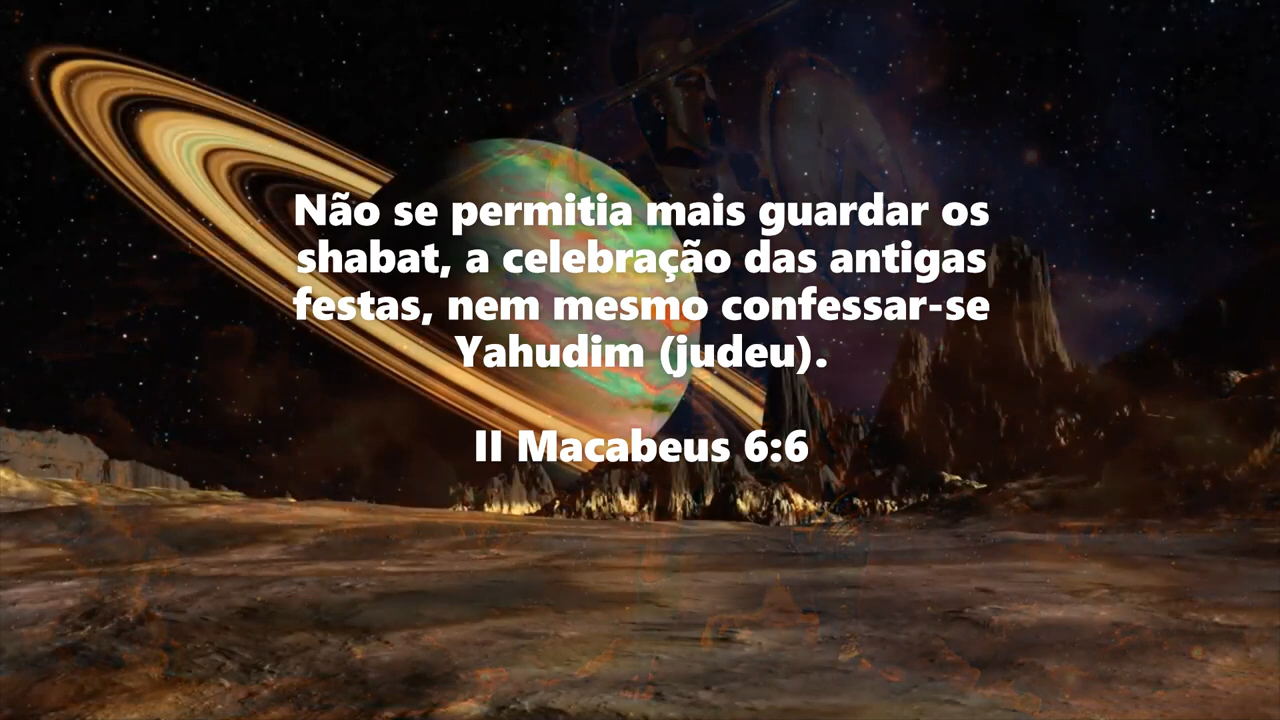 Não se permitia mais guardar os
shabat, a celebração das antigas
festas, nem mesmo confessar-se
Yahudim (judeu).
II Macabeus 6:6